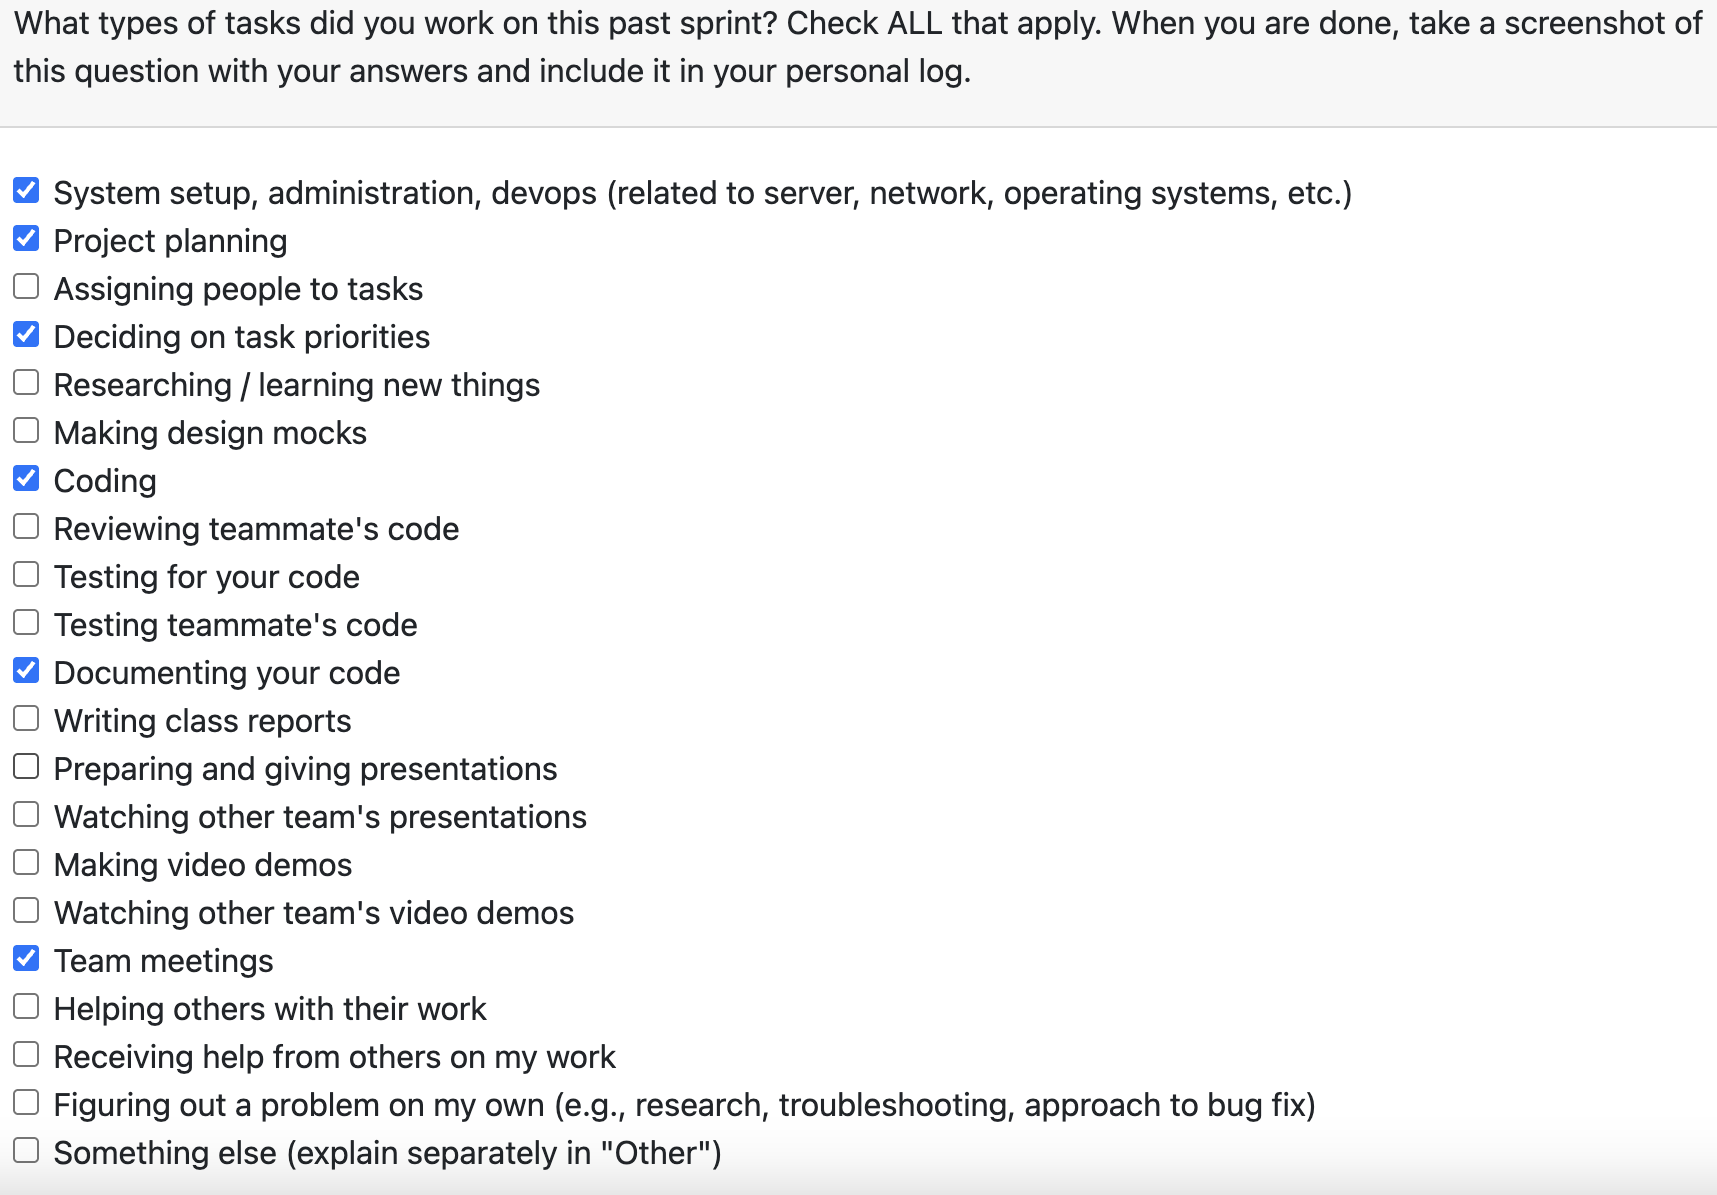 What types of tasks did you work on this past sprint? Check ALL that apply. When you are done, take a screenshot of
this question with your answers and include it in your personal log.
System setup, administration, devops (related to server, network, operating systems, etc.)
Project planning
Assigning people to tasks
Deciding on task priorities
Researching / learning new things
Making design mocks
Coding
Reviewing teammate's code
Testing for your code
Testing teammate's code
Documenting your code
Writing class reports
Preparing and giving presentations
Watching other team's presentations
Making video demos
Watching other team's video demos
Team meetings
Helping others with their work
Receiving help from others on my work
Figuring out a problem on my own (e.g., research, troubleshooting, approach to bug fix)
Something else (explain separately in "Other")